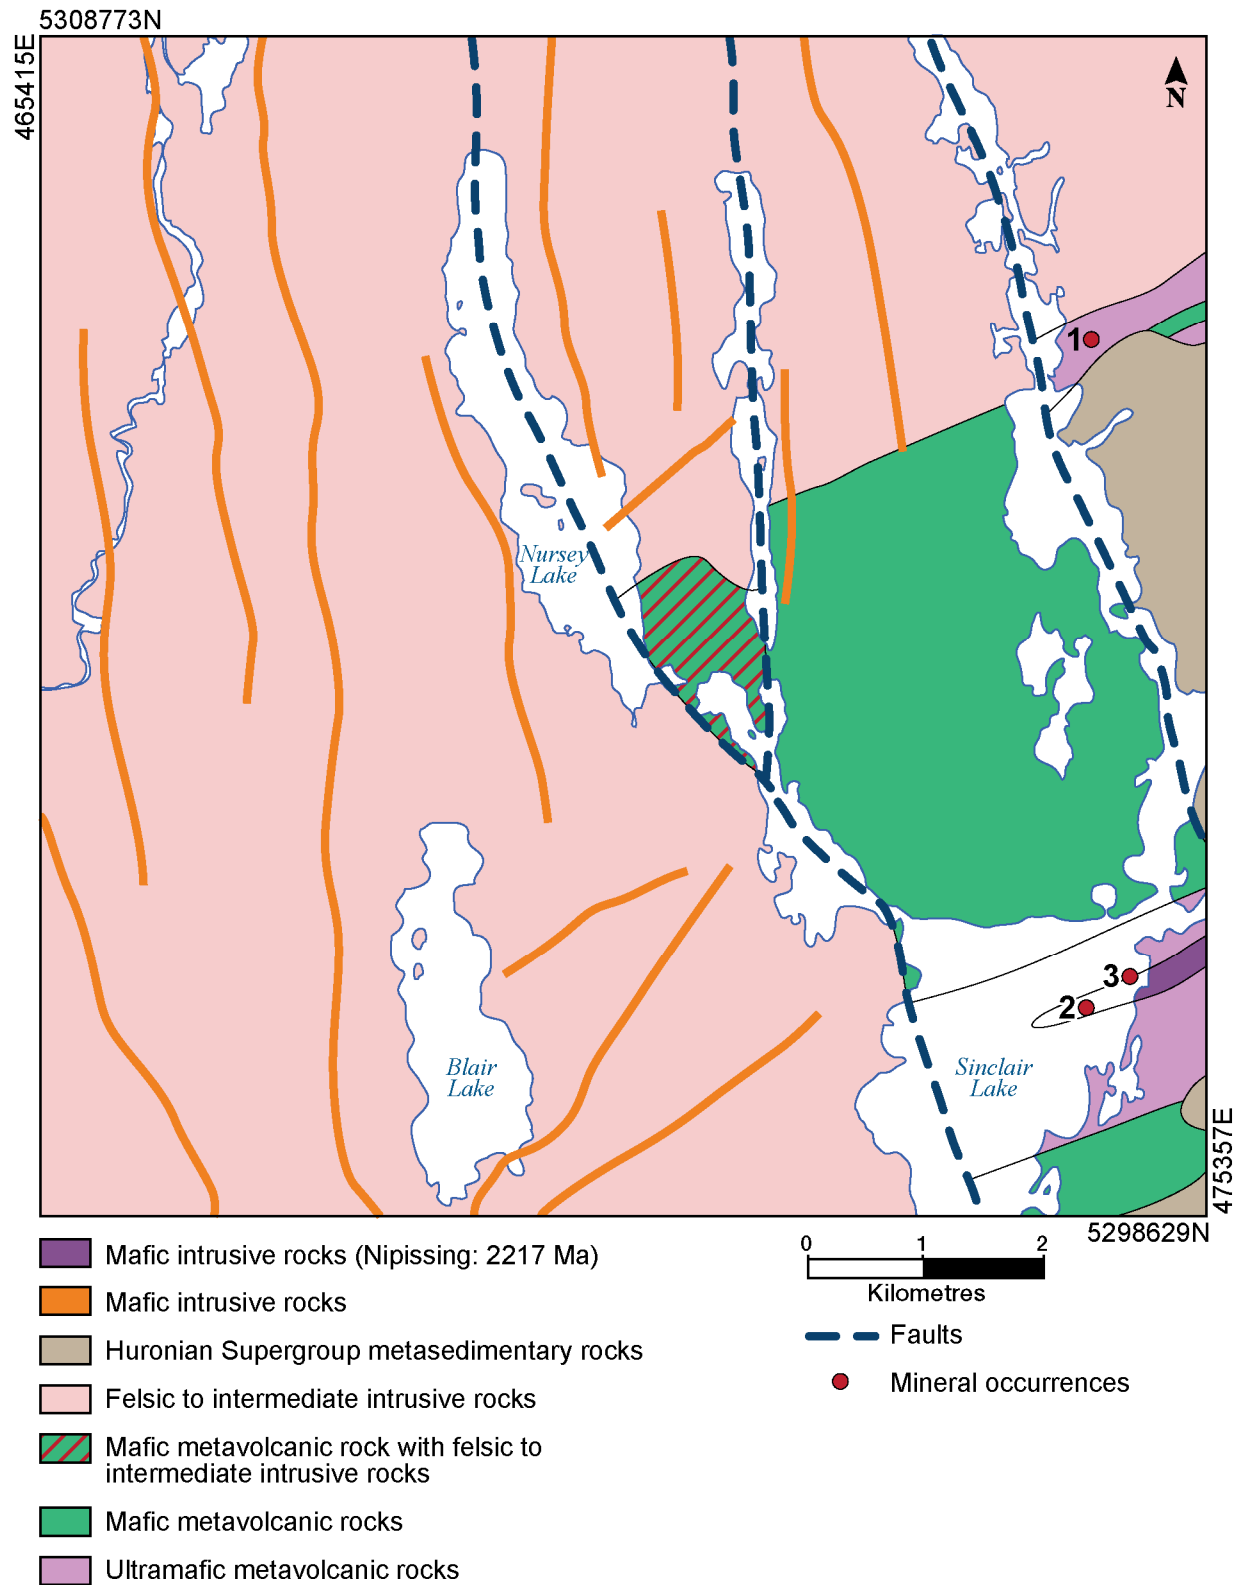 5308773N
465415E
N
1
Nursey
Lake
3
2
Blair
Lake
Sinclair
Lake
475357E
5298629N
Mafic intrusive rocks (Nipissing: 2217 Ma)
Mafic intrusive rocks
Huronian Supergroup metasedimentary rocks
Felsic to intermediate intrusive rocks
Mafic metavolcanic rock with felsic to
intermediate intrusive rocks
Mafic metavolcanic rocks
Ultramafic metavolcanic rocks
0 1 2
Kilometres
Faults
Mineral occurrences